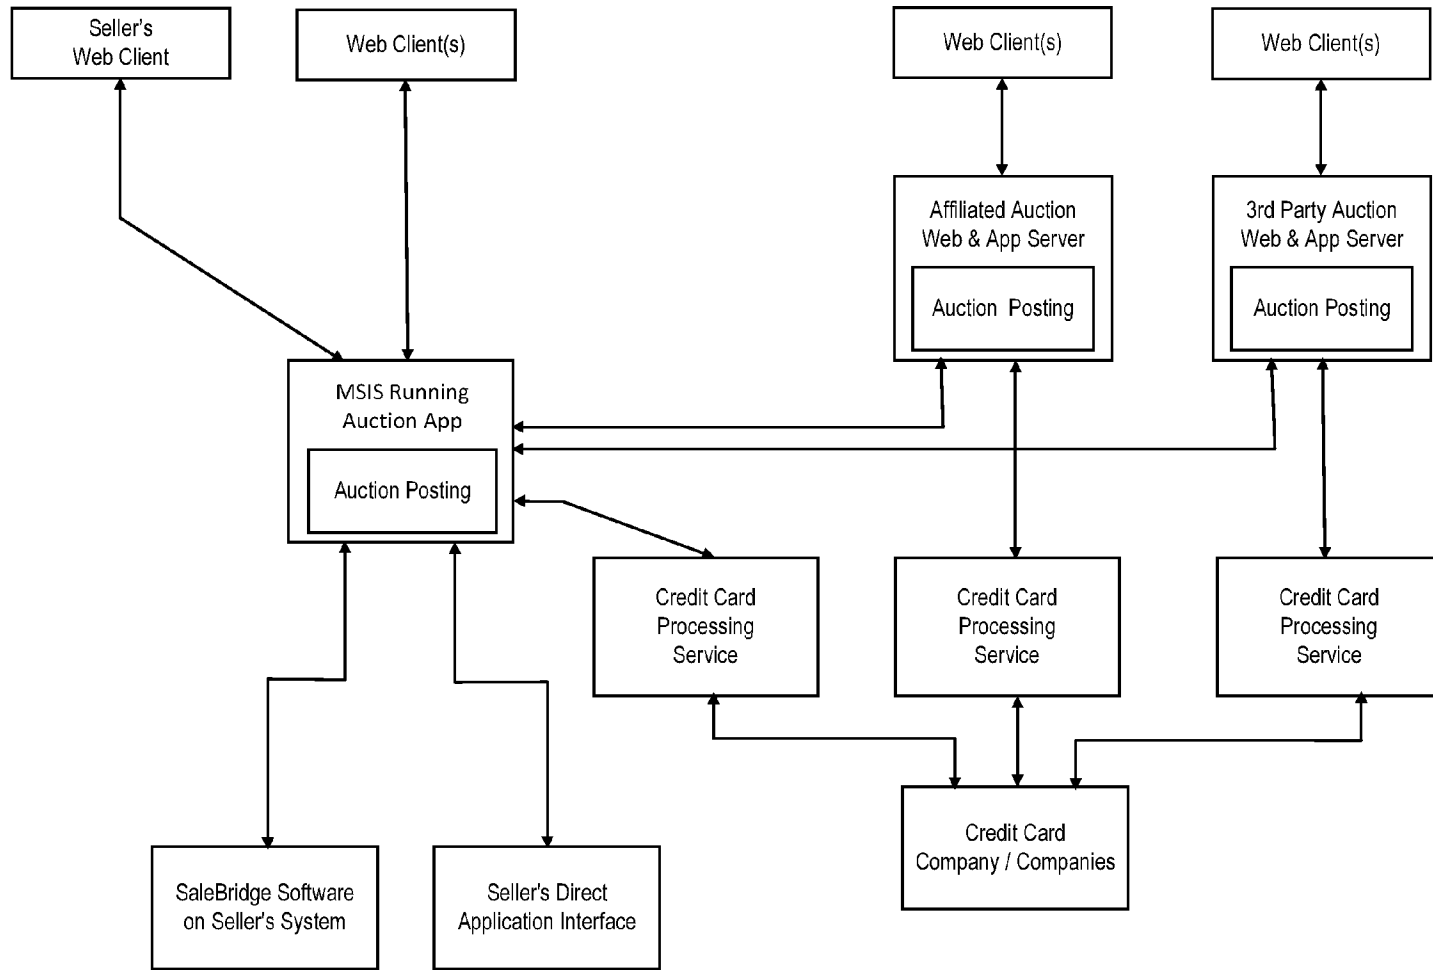 Seller's
Web Client
Web Client(s)
Web Client(s)
Web Client(s)
Affiliated Auction
Web & App Server
Auction Posting
3rd Party Auction
Web & App Server
Auction Posting
MSIS Running
Auction App
Auction Posting
Credit Card
Processing
Service
Credit Card
Processing
Service
Credit Card
Processing
Service
Credit Card
Company / Companies
SaleBridge Software
on Seller's System
Seller's Direct
Application Interface